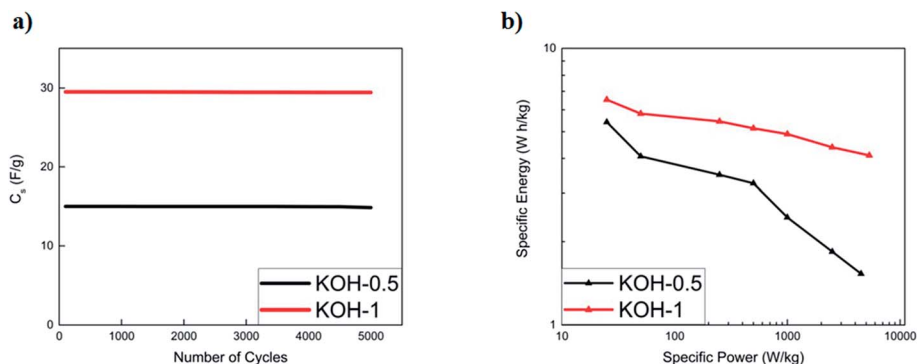 a)
30
20
10
0
C_s (F/g)
KOH-0.5
KOH-1
0 1000 2000 3000 4000 5000
Number of Cycles
b)
10
1
Specific Energy (W h/kg)
KOH-0.5
KOH-1
10 100 1000 10000
Specific Power (W/kg)